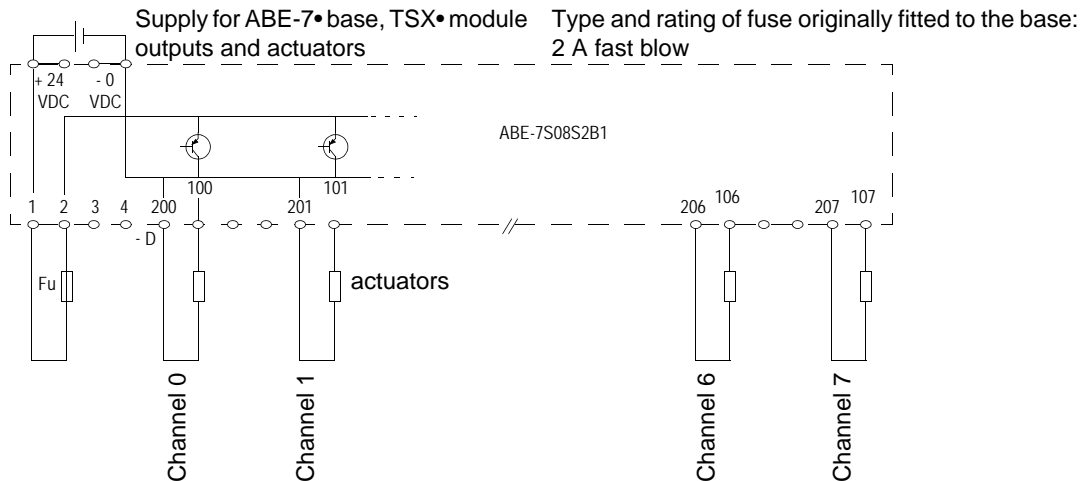 Supply for ABE-7• base, TSX• module
outputs and actuators
Type and rating of fuse originally fitted to the base:
2 A fast blow
+ 24
VDC
- 0
VDC
ABE-7S08S2B1
100
101
1
2
3
4
200
201
206
106
207
107
- D
Fu
actuators
Channel 0
Channel 1
Channel 6
Channel 7